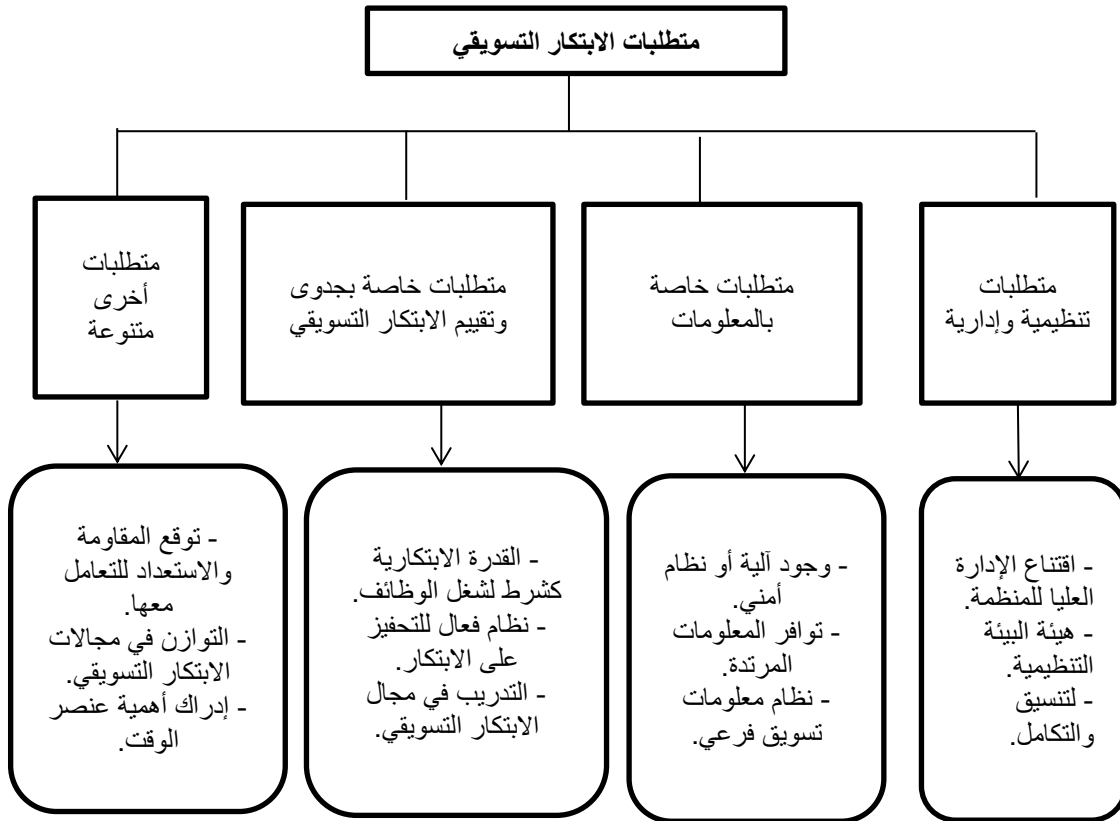 متطلبات الابتكار التسويقي
متطلبات
تنظيمية وإدارية
متطلبات خاصة
بالمعلومات
متطلبات خاصة بجدوى
وتقييم الابتكار التسويقي
متطلبات
أخرى
متنوعة
- اقتناع الإدارة
العليا للمنظمة.
- هيئة البيئة
التنظيمية.
- لتنسيق
والتكامل.
- وجود آلية أو نظام
أمني.
- توافر المعلومات
المرتدة.
- نظام معلومات
تسويق فرعي.
- القدرة الابتكارية
كشرط لشغل الوظائف.
- نظام فعال للتحفيز
على الابتكار.
- التدريب في مجال
الابتكار التسويقي.
- توقع المقاومة
والاستعداد للتعامل
معها.
- التوازن في مجالات
الابتكار التسويقي.
- إدراك أهمية عنصر
الوقت.